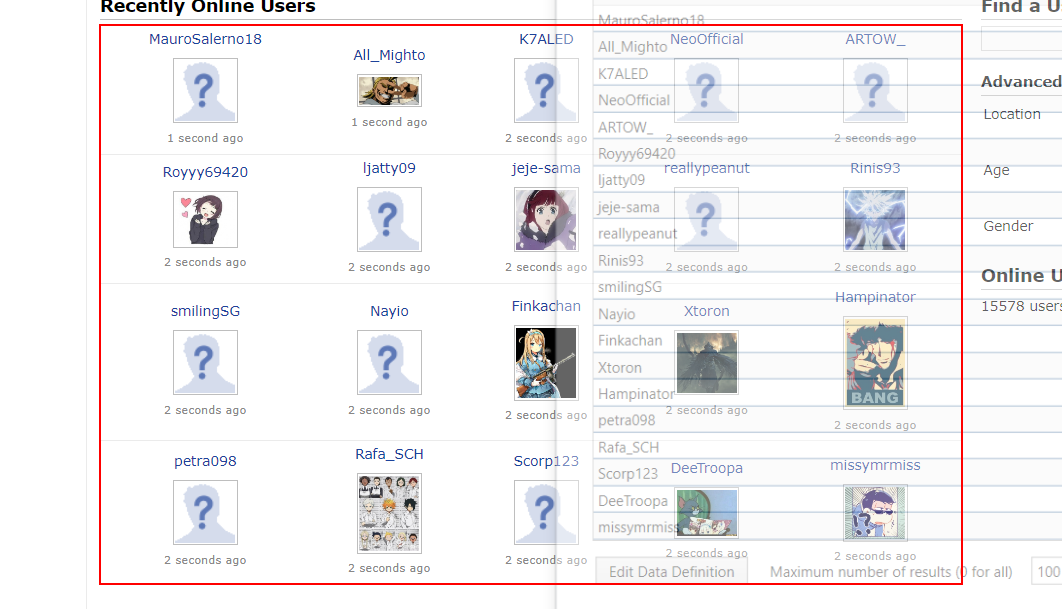 Recently Online Users
Find a U
MauroSalerno18
All_Mighto
K7ALED
NeoOfficial
ARTOW_
1 second ago
1 second ago
2 seconds ago
2 seconds ago
2 seconds ago
Royyy69420
ljatty09
jeje-sama
reallypeanut
Rinis93
2 seconds ago
2 seconds ago
2 seconds ago
2 seconds ago
2 seconds ago
smilingSG
Nayio
Finkachan
Xtoron
Hampinator
BANG
2 seconds ago
2 seconds ago
2 seconds ago
2 seconds ago
2 seconds ago
petra098
Rafa_SCH
Scorp123
DeeTroopa
missymrmiss
2 seconds ago
2 seconds ago
2 seconds ago
2 seconds ago
2 seconds ago
MauroSalerno18
All_Mighto
K7ALED
NeoOfficial
ARTOW_
Royyy69420
ljatty09
jeje-sama
reallypeanut
Rinis93
smilingSG
Nayio
Finkachan
Xtoron
Hampinator
petra098
Rafa_SCH
Scorp123
DeeTroopa
missymrmiss
Edit Data Definition
Maximum number of results (0 for all)
100
Advanced
Location
Age
Gender
Online U
15578 users